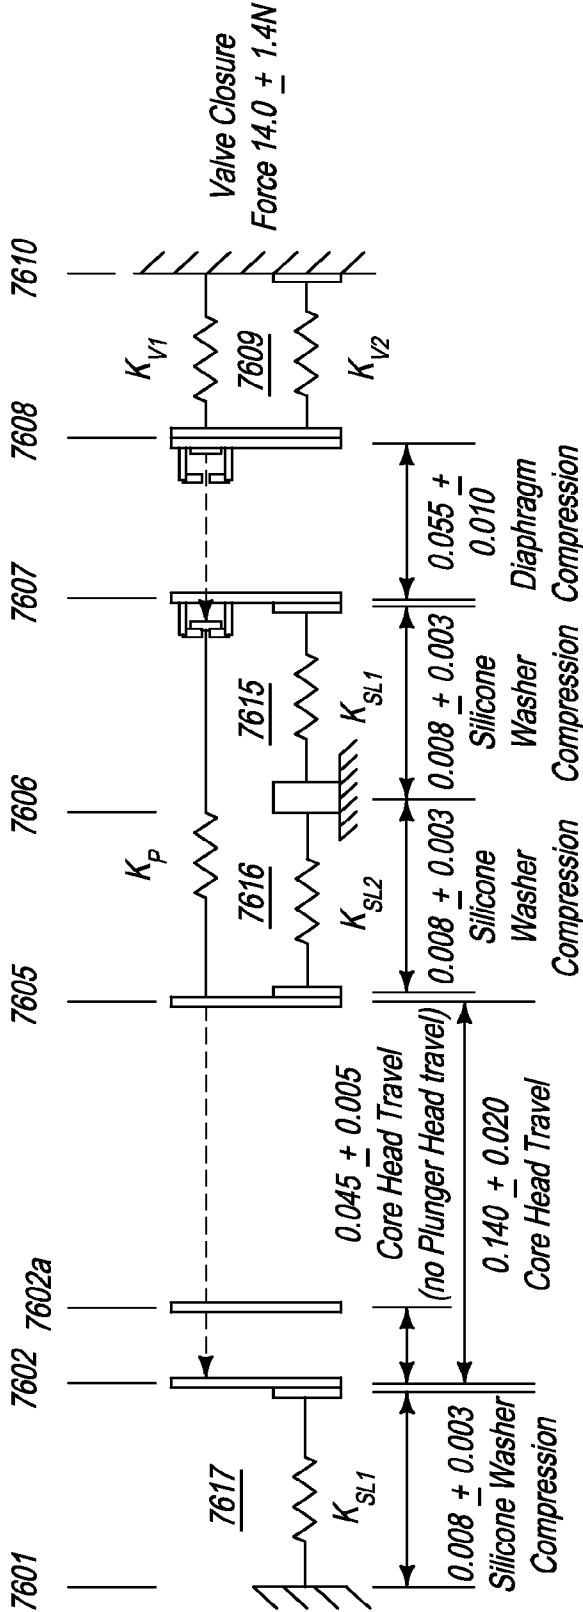 7601
7602
7602a
7605
7606
7607
7608
7610
Valve Closure
Force 14.0 ± 1.4N
7617
K_SL1
K_P
7616
K_SL2
7615
K_SL1
K_V1
7609
K_V2
0.008 ± 0.003
Silicone Washer
Compression
0.045 ± 0.005
Core Head Travel
(no Plunger Head travel)
0.140 ± 0.020
Core Head Travel
0.008 ± 0.003
Silicone
Washer
Compression
0.008 ± 0.003
Silicone
Washer
Compression
0.055 ±
0.010
Diaphragm
Compression